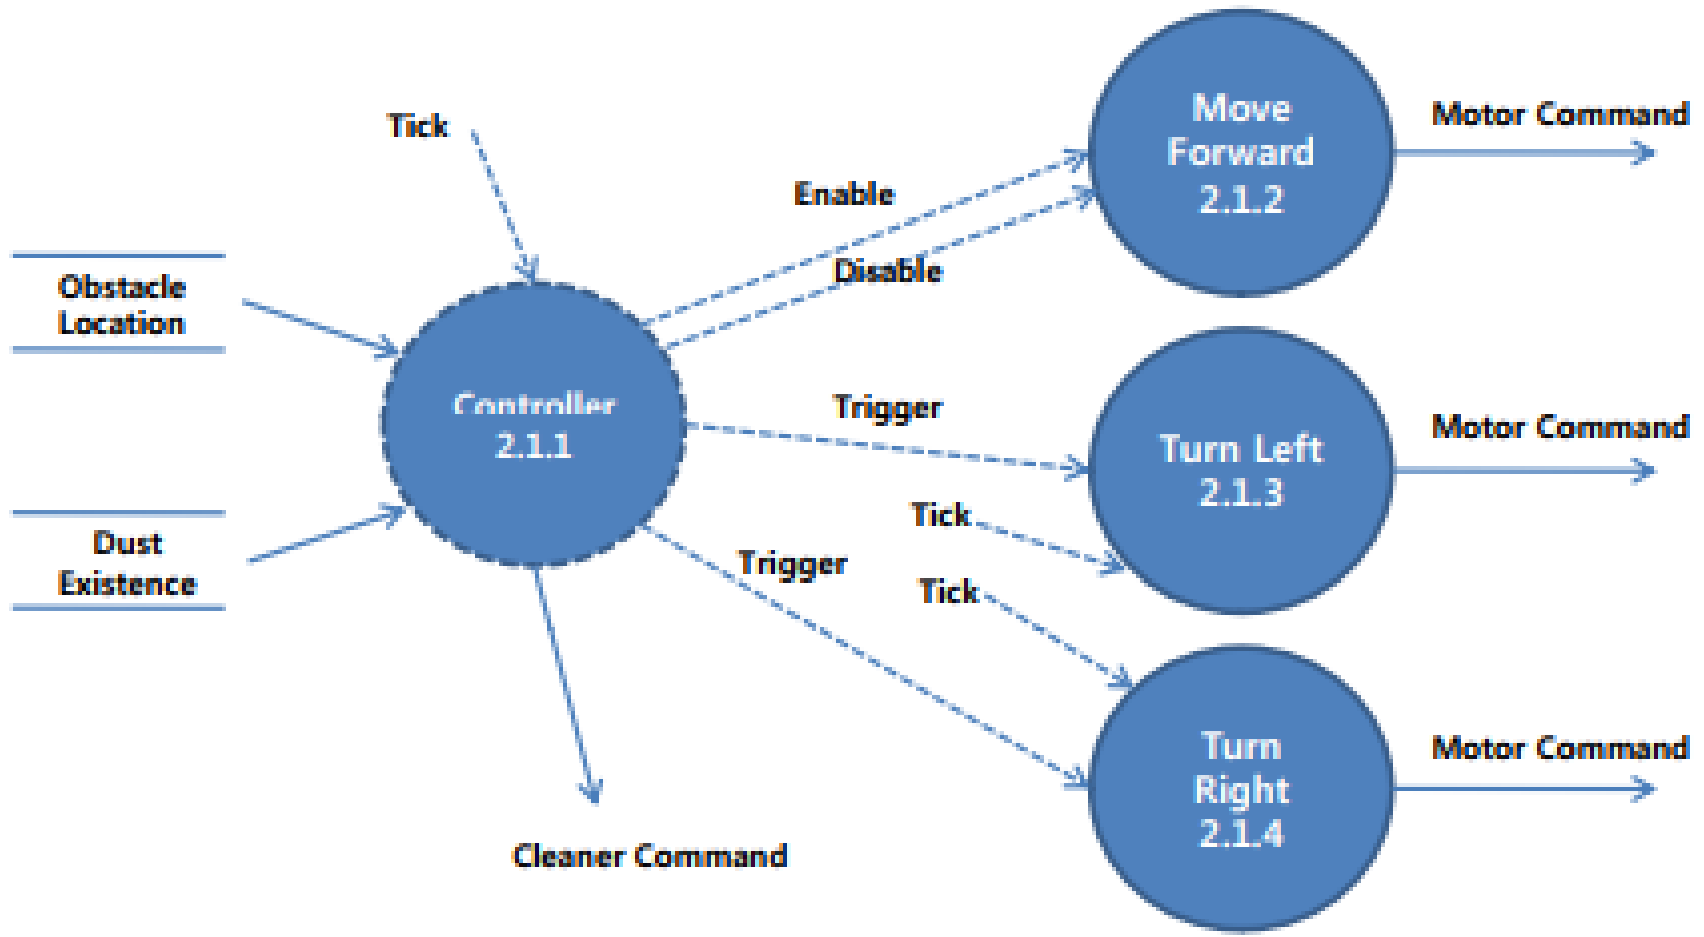 Tick
Obstacle
Location
Dust
Existence
Controller
2.1.1
Enable
Disable
Trigger
Trigger
Tick
Tick
Cleaner Command
Move
Forward
2.1.2
Motor Command
Turn Left
2.1.3
Motor Command
Turn
Right
2.1.4
Motor Command